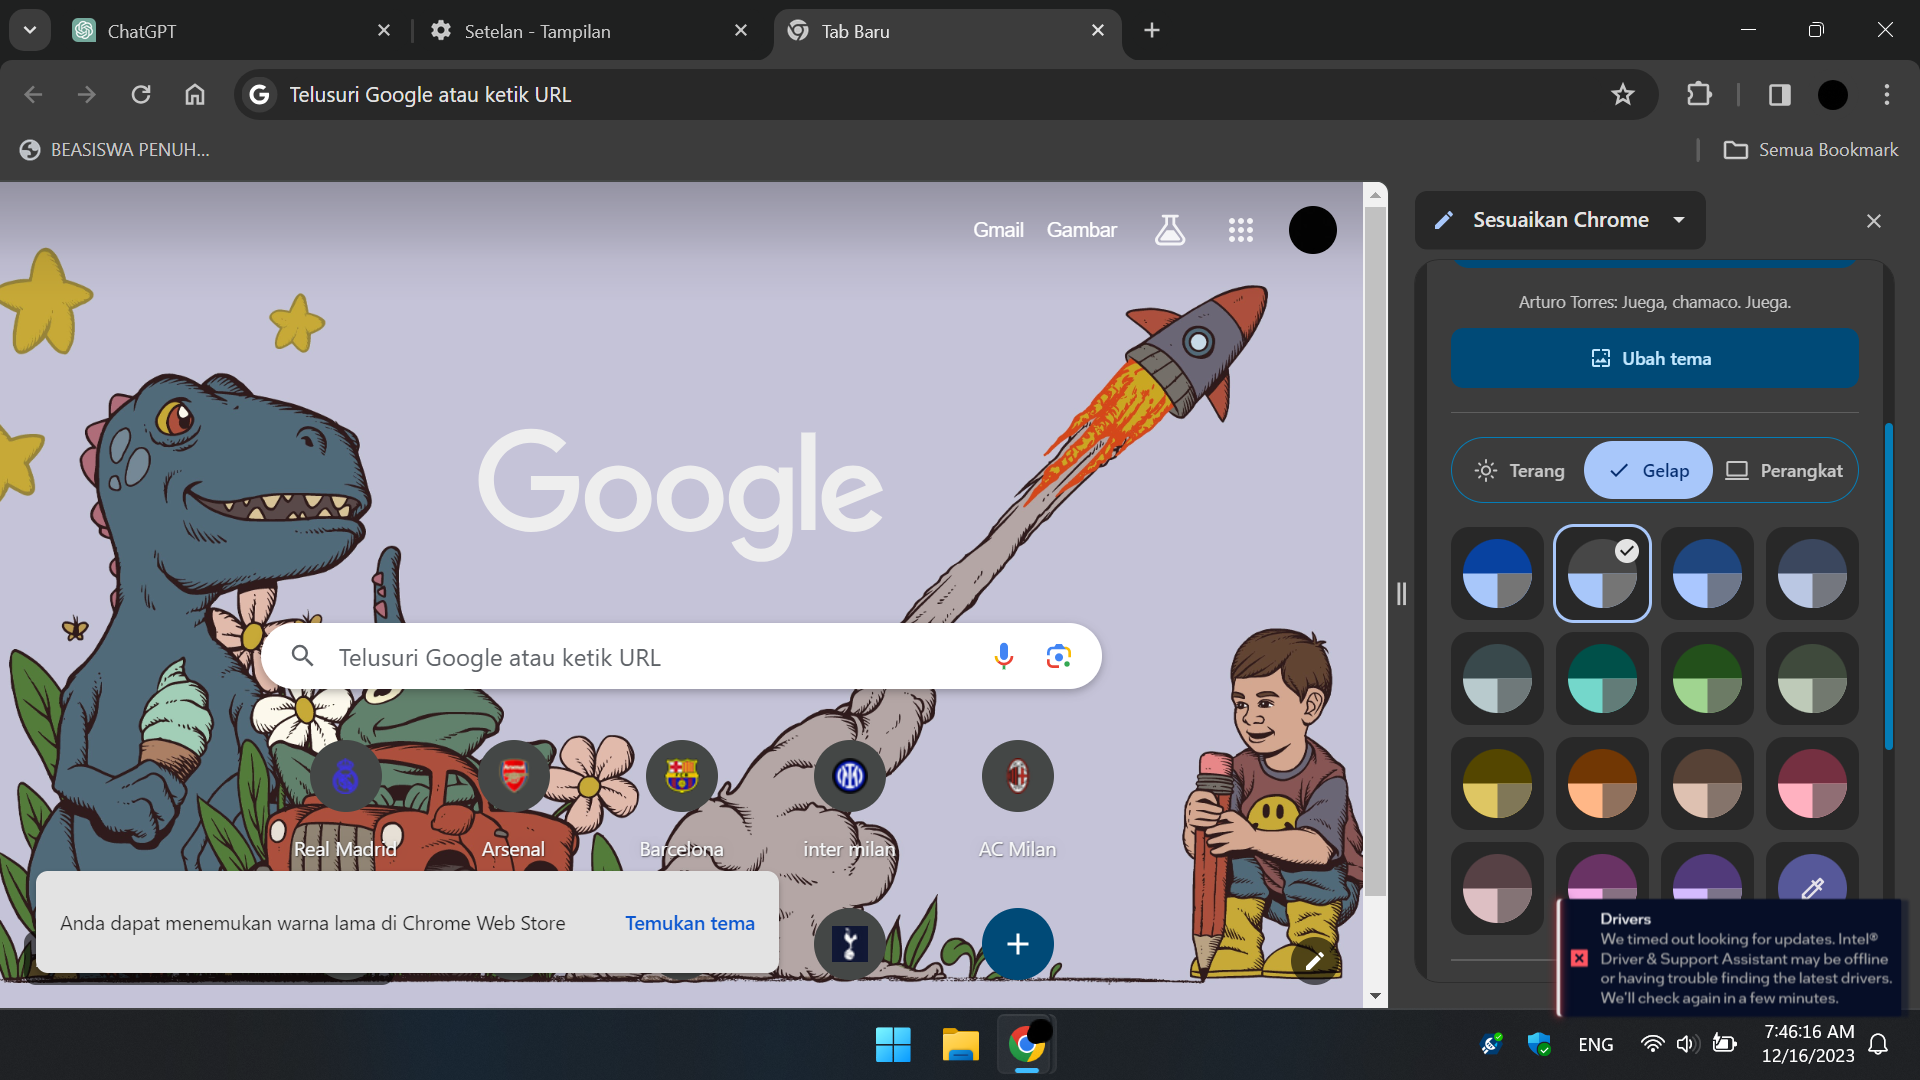 ChatGPT
Setelan - Tampilan
Tab Baru
Telusuri Google atau ketik URL
BEASISWA PENUH...
Semua Bookmark
Gmail
Gambar
Sesuaikan Chrome
Arturo Torres: Juega, chamaco. Juega.
Ubah tema
Terang
Gelap
Perangkat
Google
Telusuri Google atau ketik URL
Real Madrid
Arsenal
Barcelona
inter milan
AC Milan
Anda dapat menemukan warna lama di Chrome Web Store
Temukan tema
Drivers
We timed out looking for updates. Intel®
Driver & Support Assistant may be offline
or having trouble finding the latest drivers.
We'll check again in a few minutes.
ENG
7:46:16 AM
12/16/2023